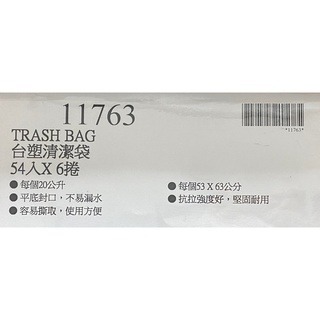 11763
*11763*
TRASH BAG
台塑清潔袋
54入X 6捲
●每個20公升
●平底封口，不易漏水
●容易撕取，使用方便
●每個53 X 63公分
●抗拉強度好，堅固耐用